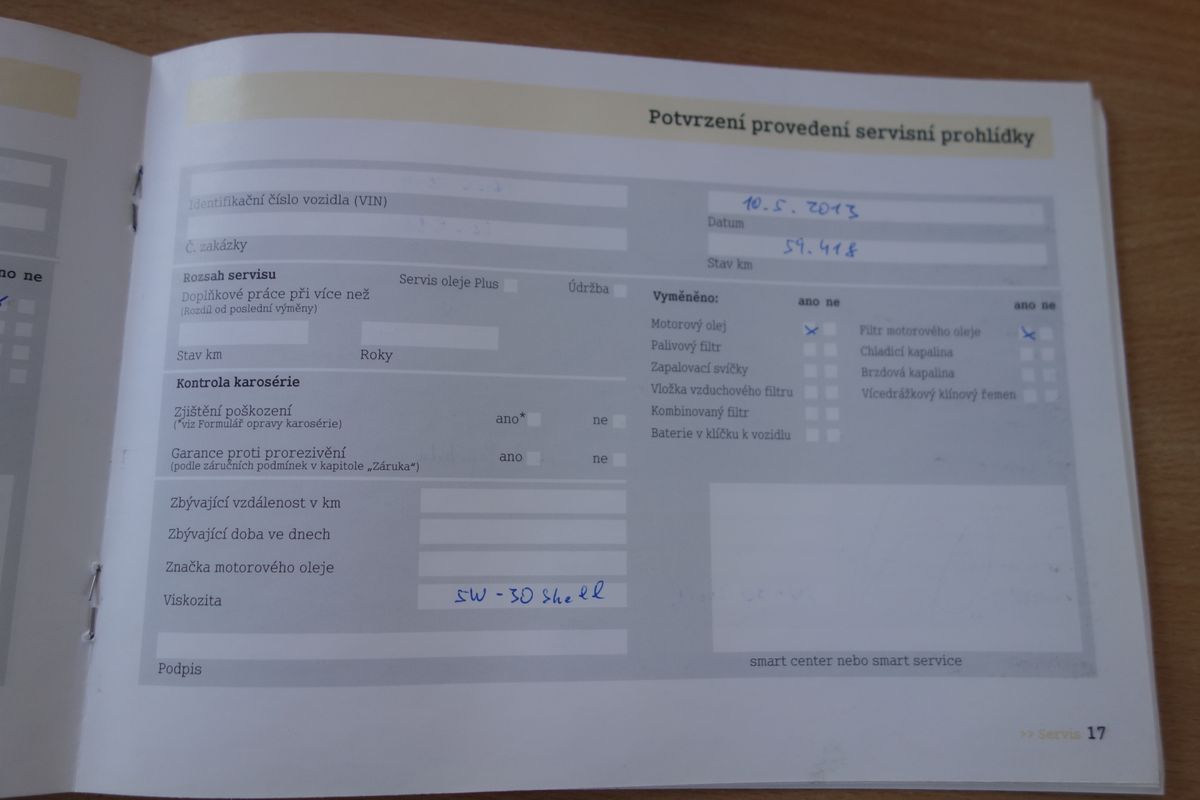 Potvrzení provedení servisní prohlídky
Identifikační číslo vozidla (VIN)
Č. zakázky
10.5.2013
Datum
59.418
Stav km
Rozsah servisu
Servis oleje Plus
Údržba
Doplňkové práce při více než
(Rozdíl od poslední výměny)
Stav km
Roky
Kontrola karosérie
Zjištění poškození
(*viz Formulář opravy karosérie)
ano*
ne
Garance proti prorezivění
(podle záručních podmínek v kapitole „Záruka“)
ano
ne
Zbývající vzdálenost v km
Zbývající doba ve dnech
Značka motorového oleje
Viskozita
5W-30 Shell
Podpis
Vyměněno:
ano ne
ano ne
Motorový olej
Filtr motorového oleje
Palivový filtr
Chladicí kapalina
Zapalovací svíčky
Brzdová kapalina
Vložka vzduchového filtru
Vícedrážkový klínový řemen
Kombinovaný filtr
Baterie v klíčku k vozidlu
smart center nebo smart service
>> Servis 17
no ne